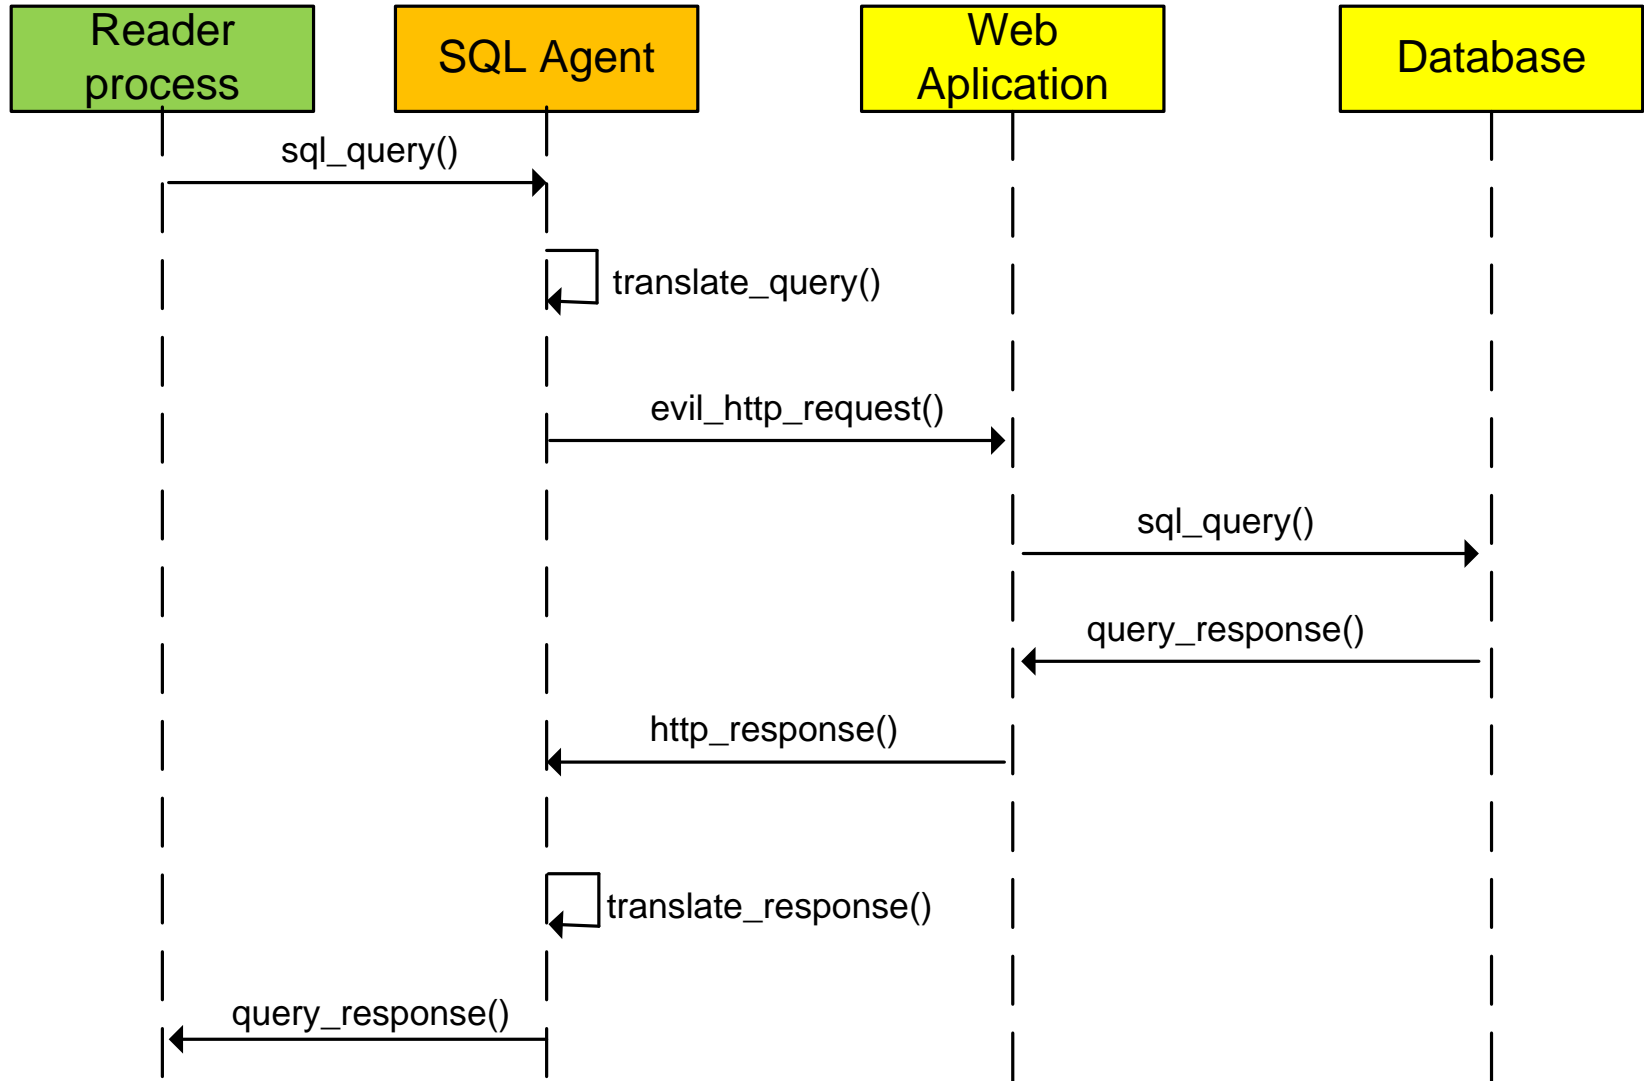 Reader
process
SQL Agent
Web
Aplication
Database
sql_query()
translate_query()
evil_http_request()
sql_query()
query_response()
http_response()
translate_response()
query_response()